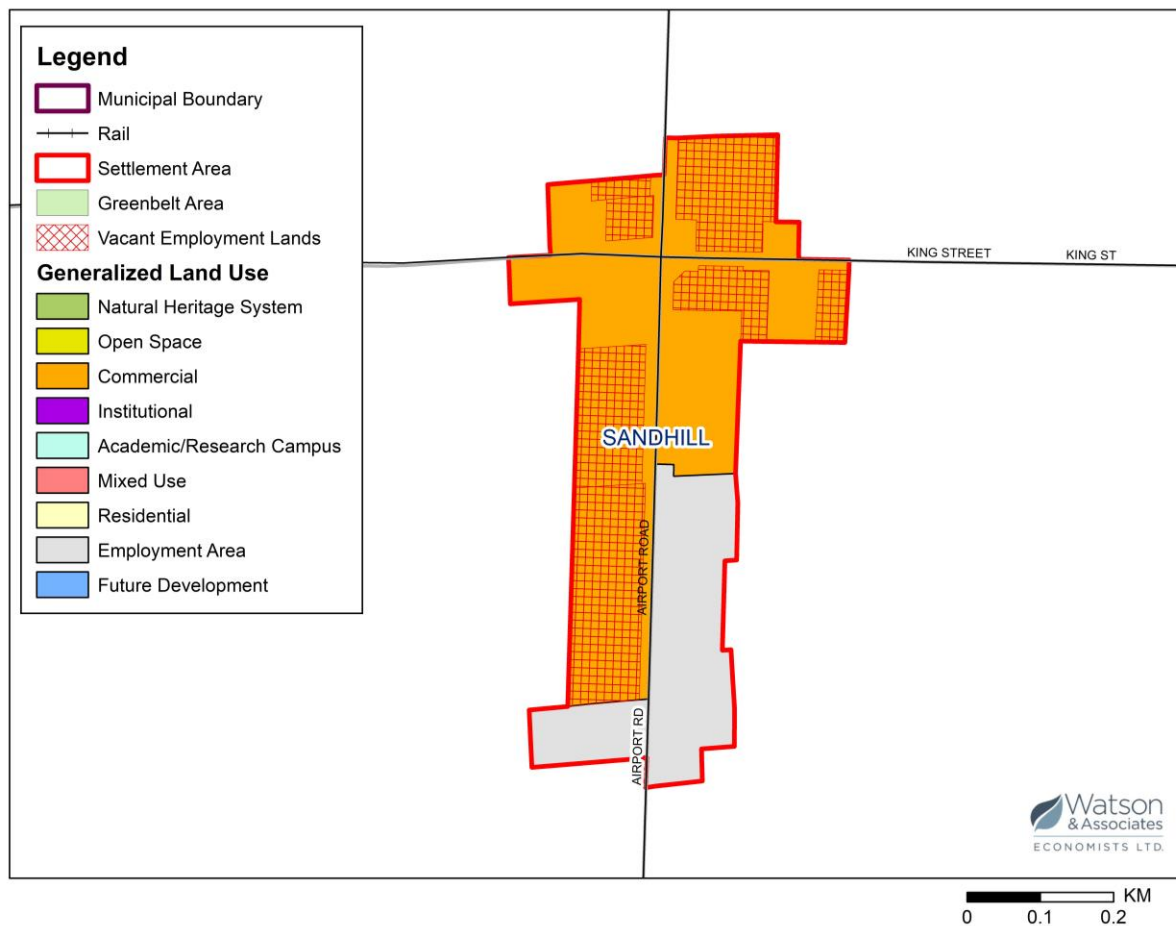 Legend
Municipal Boundary
Rail
Settlement Area
Greenbelt Area
Vacant Employment Lands
Generalized Land Use
Natural Heritage System
Open Space
Commercial
Institutional
Academic/Research Campus
Mixed Use
Residential
Employment Area
Future Development
KING STREET
KING ST
SANDHILL
AIRPORT ROAD
AIRPORT RD
Watson
& Associates
ECONOMISTS LTD.
KM
0 0.1 0.2